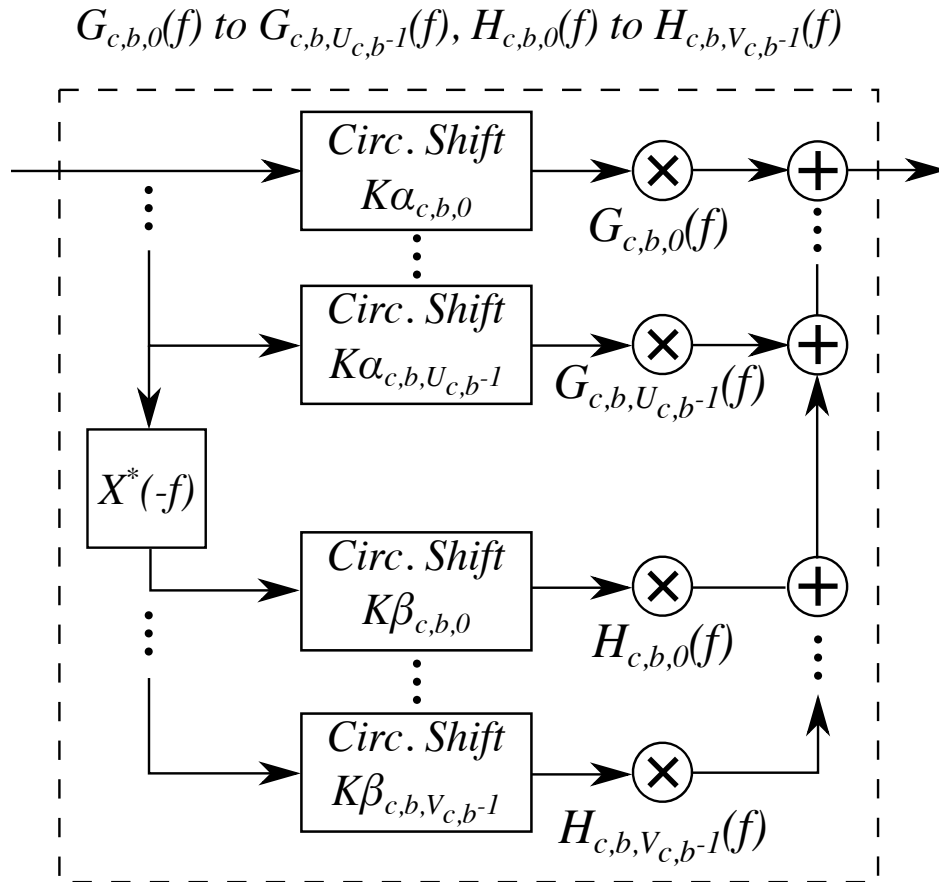 G_{c,b,0}(f) to G_{c,b,U_{c,b}-1}(f), H_{c,b,0}(f) to H_{c,b,V_{c,b}-1}(f)
Circ. Shift
Kα_{c,b,0}
G_{c,b,0}(f)
Circ. Shift
Kα_{c,b,U_{c,b}-1}
G_{c,b,U_{c,b}-1}(f)
X^*(-f)
Circ. Shift
Kβ_{c,b,0}
H_{c,b,0}(f)
Circ. Shift
Kβ_{c,b,V_{c,b}-1}
H_{c,b,V_{c,b}-1}(f)